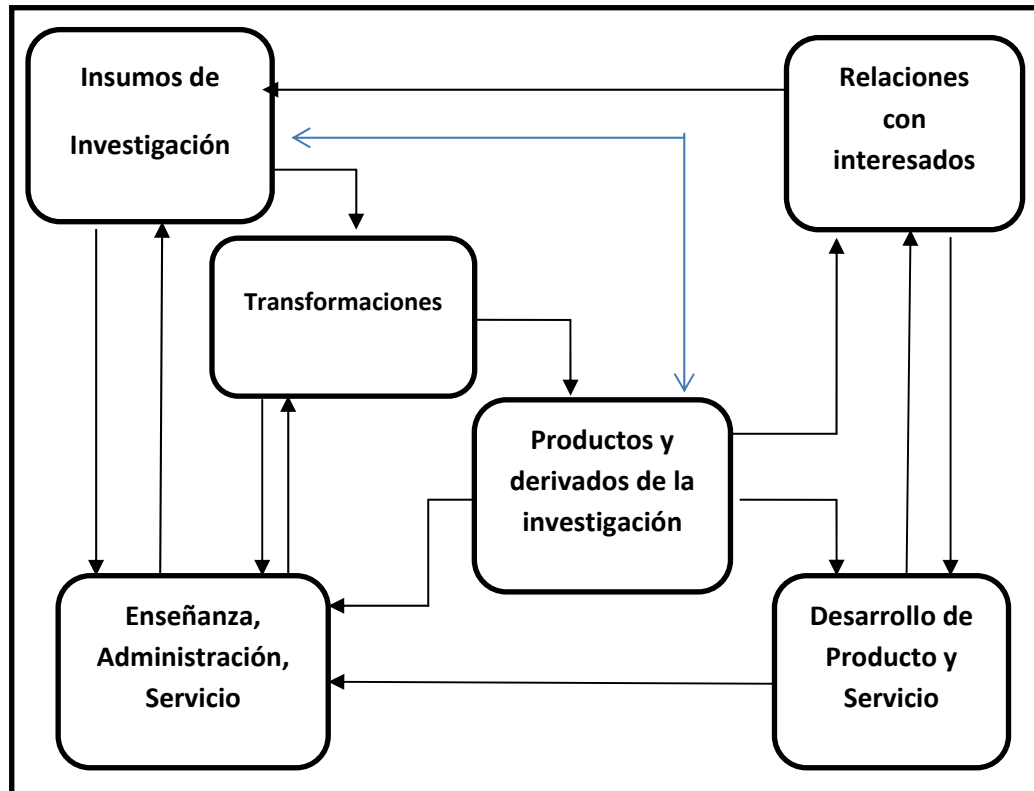 Insumos de
Investigación
Relaciones
con
interesados
Transformaciones
Productos y
derivados de la
investigación
Enseñanza,
Administración,
Servicio
Desarrollo de
Producto y
Servicio